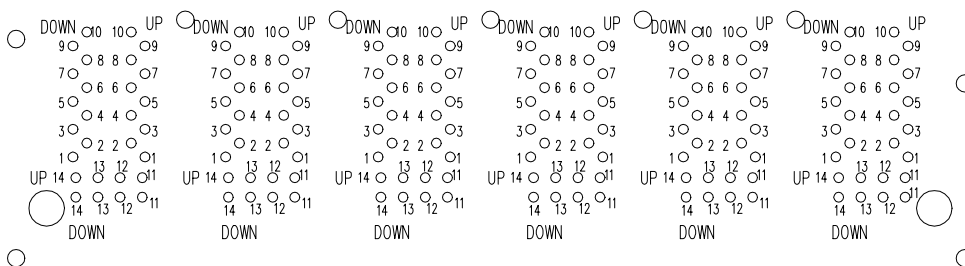 DOWN 10 10 UP DOWN 10 10 UP DOWN 10 10 UP DOWN 10 10 UP DOWN 10 10 UP DOWN 10 10 UP
9 9 9 9 9 9 9 9 9 9 9 9
8 8 8 8 8 8 8 8 8 8 8 8
7 7 7 7 7 7 7 7 7 7 7 7
6 6 6 6 6 6 6 6 6 6 6 6
5 5 5 5 5 5 5 5 5 5 5 5
4 4 4 4 4 4 4 4 4 4 4 4
3 3 3 3 3 3 3 3 3 3 3 3
2 2 2 2 2 2 2 2 2 2 2 2
1 1 1 1 1 1 1 1 1 1 1 1
13 12 13 12 13 12 13 12 13 12 13 12
UP 14 11 UP 14 11 UP 14 11 UP 14 11 UP 14 11 UP 14 11
14 13 12 11 14 13 12 11 14 13 12 11 14 13 12 11 14 13 12 11 14 13 12 11
DOWN DOWN DOWN DOWN DOWN DOWN